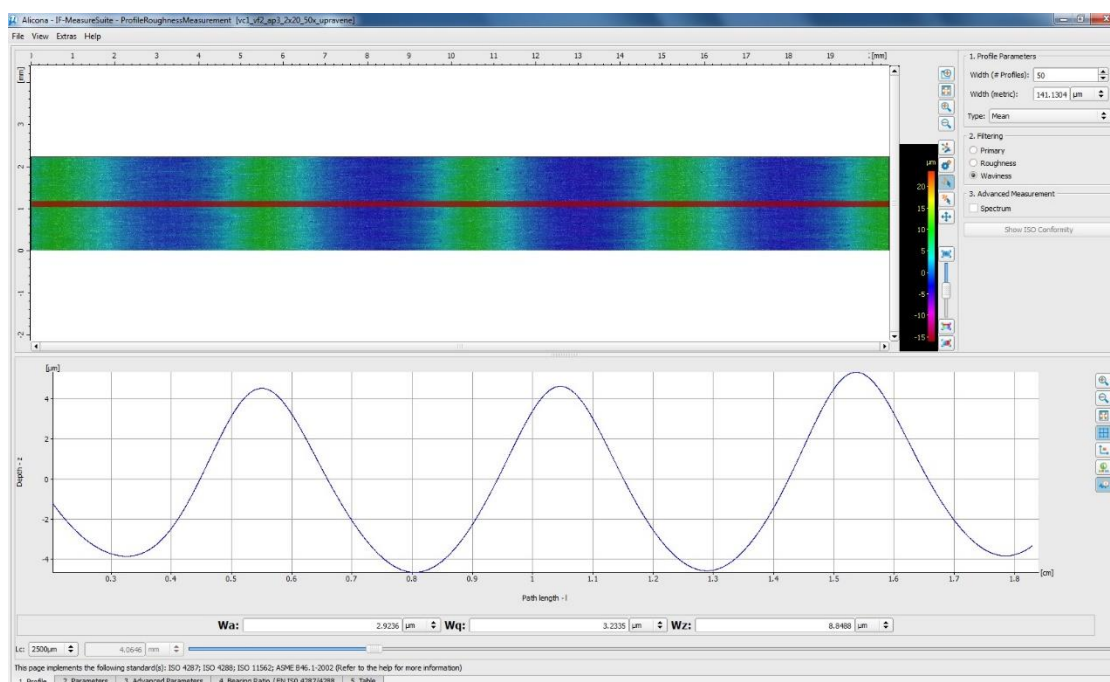 Alicona - IF-MeasureSuite - ProfileRoughnessMeasurement [vc1_vf2_ap3_2x20_50x_upravene]
File View Extras Help
1 2 3 4 5 6 7 8 9 10 11 12 13 14 15 16 17 18 19 [mm]
[mm]
3
2
1
0
-1
-2
µm
20
15
10
5
0
-5
-10
-15
1. Profile Parameters
Width (# Profiles): 50
Width (metric): 141.1304 µm
Type: Mean
2. Filtering
Primary
Roughness
Waviness
3. Advanced Measurement
Spectrum
Show ISO Conformity
[µm]
4
2
0
-2
-4
Depth - z
0.3 0.4 0.5 0.6 0.7 0.8 0.9 1 1.1 1.2 1.3 1.4 1.5 1.6 1.7 1.8 [cm]
Path length - l
Wa: 2.9236 µm Wq: 3.2335 µm Wz: 8.8488 µm
Lc: 2500µm 4.0646 mm
This page implements the following standard(s): ISO 4287; ISO 4288; ISO 11562; ASME B46.1-2002 (Refer to the help for more information)
1. Profile 2. Parameters 3. Advanced Parameters 4. Bearing Ratio (EN ISO 4287/4288 5. Table